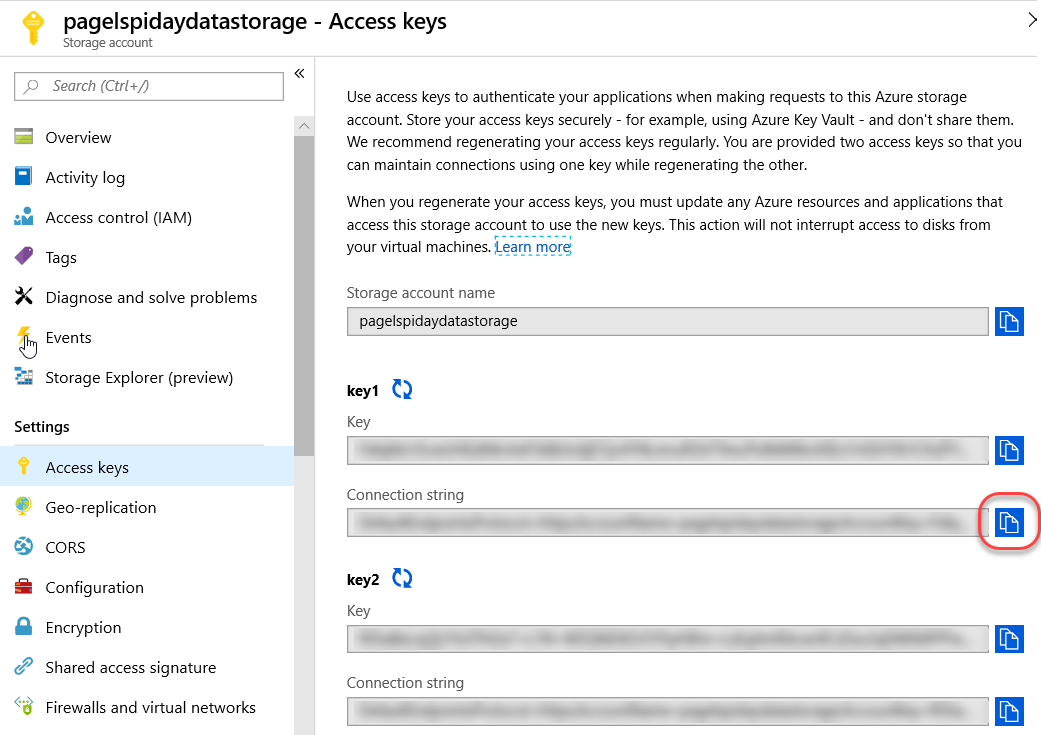 pagelspidaydatastorage - Access keys
Storage account
Search (Ctrl+/)
«
Overview
Activity log
Access control (IAM)
Tags
Diagnose and solve problems
Events
Storage Explorer (preview)
Settings
Access keys
Geo-replication
CORS
Configuration
Encryption
Shared access signature
Firewalls and virtual networks
Use access keys to authenticate your applications when making requests to this Azure storage
account. Store your access keys securely - for example, using Azure Key Vault - and don't share them.
We recommend regenerating your access keys regularly. You are provided two access keys so that you
can maintain connections using one key while regenerating the other.
When you regenerate your access keys, you must update any Azure resources and applications that
access this storage account to use the new keys. This action will not interrupt access to disks from
your virtual machines. Learn more
Storage account name
pagelspidaydatastorage
key1
Key
Connection string
key2
Key
Connection string